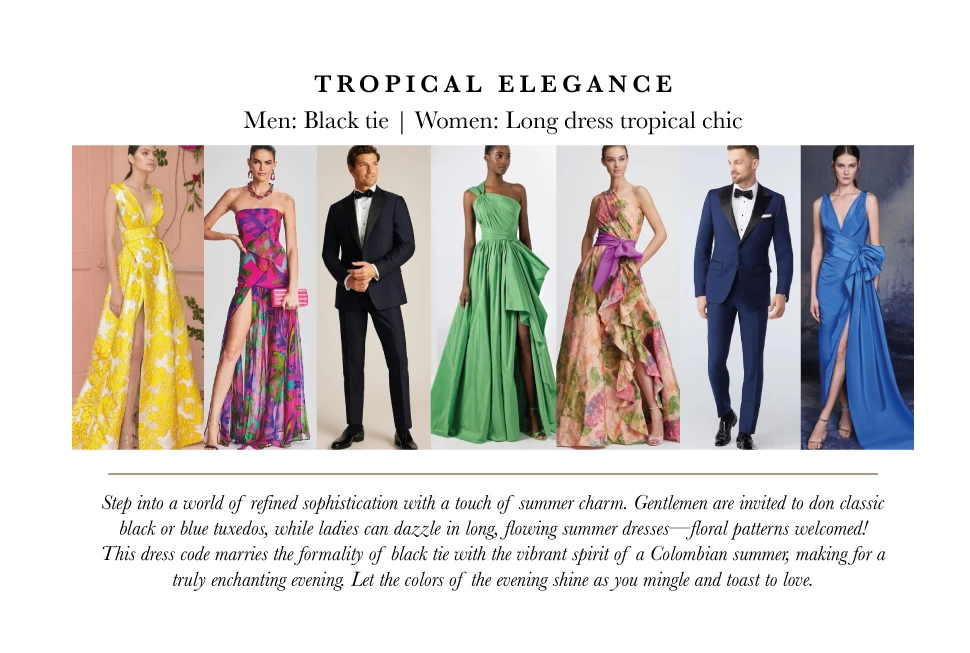 TROPICAL ELEGANCE
Men: Black tie | Women: Long dress tropical chic
Step into a world of refined sophistication with a touch of summer charm. Gentlemen are invited to don classic
black or blue tuxedos, while ladies can dazzle in long, flowing summer dresses—floral patterns welcomed!
This dress code marries the formality of black tie with the vibrant spirit of a Colombian summer, making for a
truly enchanting evening. Let the colors of the evening shine as you mingle and toast to love.